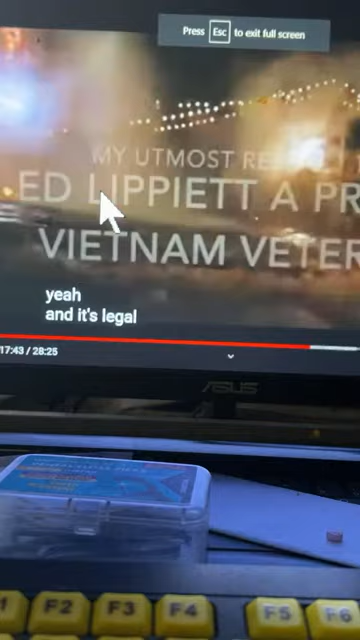 Press Esc to exit full screen
MY UTMOST RE
ED LIPPIETT A PR
VIETNAM VETER
yeah
and it's legal
17:43 / 28:25
ASUS
F2 F3 F4 F5 F6